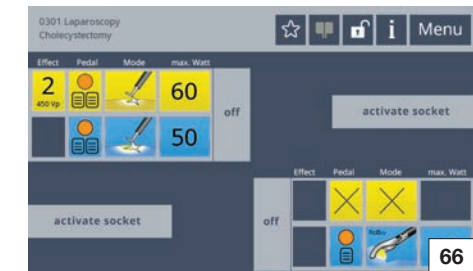 0301 Laparoscopy
Cholecystectomy
i Menu
Effect Pedal Mode max. Watt
2
450 Vp
60
off
50
activate socket
activate socket
Effect Pedal Mode max. Watt
off
66